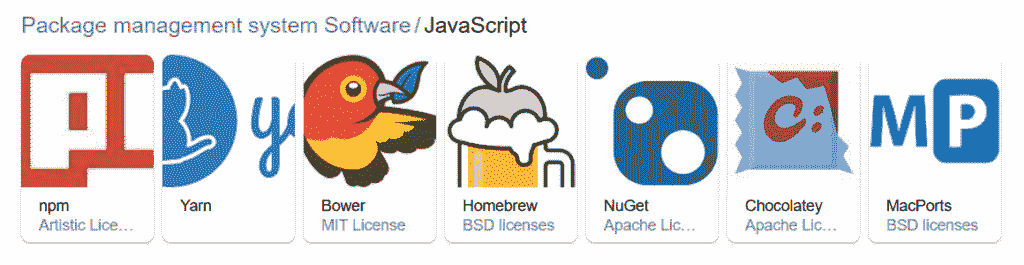 Package management system Software/JavaScript
npm
Artistic Lice...
Yarn
Bower
MIT License
Homebrew
BSD licenses
NuGet
Apache Lic...
C:
Chocolatey
Apache Lic...
MP
MacPorts
BSD licenses